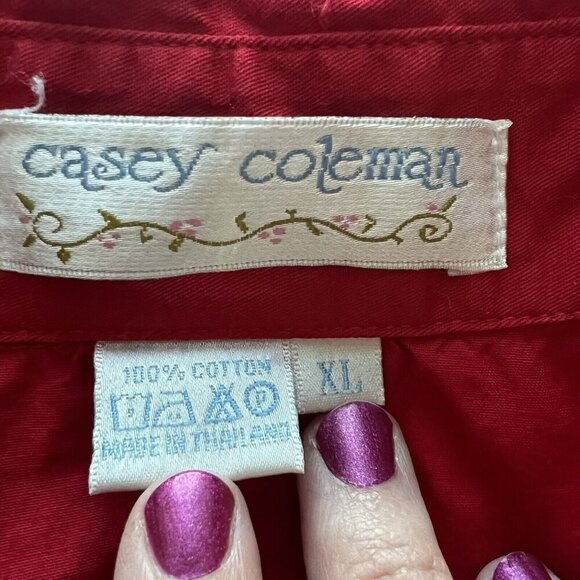 casey coleman
100% COTTON
XL
P
MADE IN THAILAND